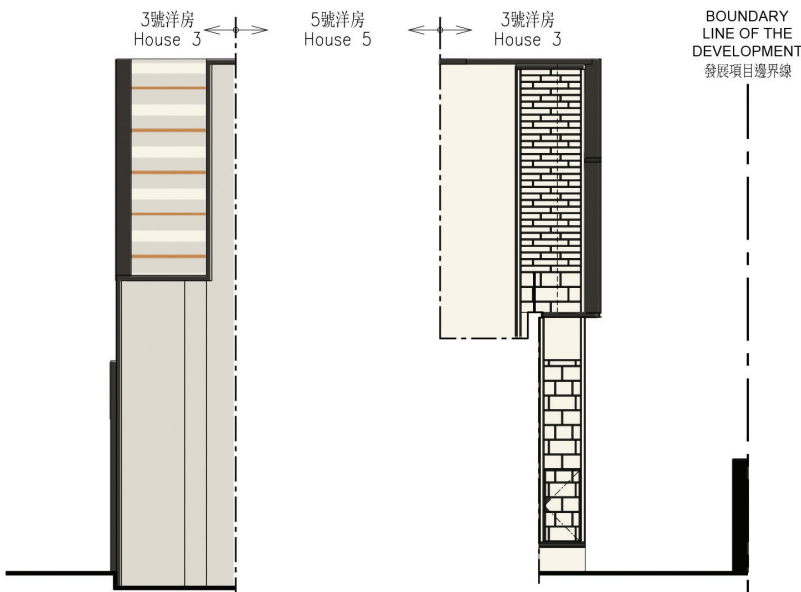 3號洋房
House 3
5號洋房
House 5
3號洋房
House 3
BOUNDARY
LINE OF THE
DEVELOPMENT
發展項目邊界線